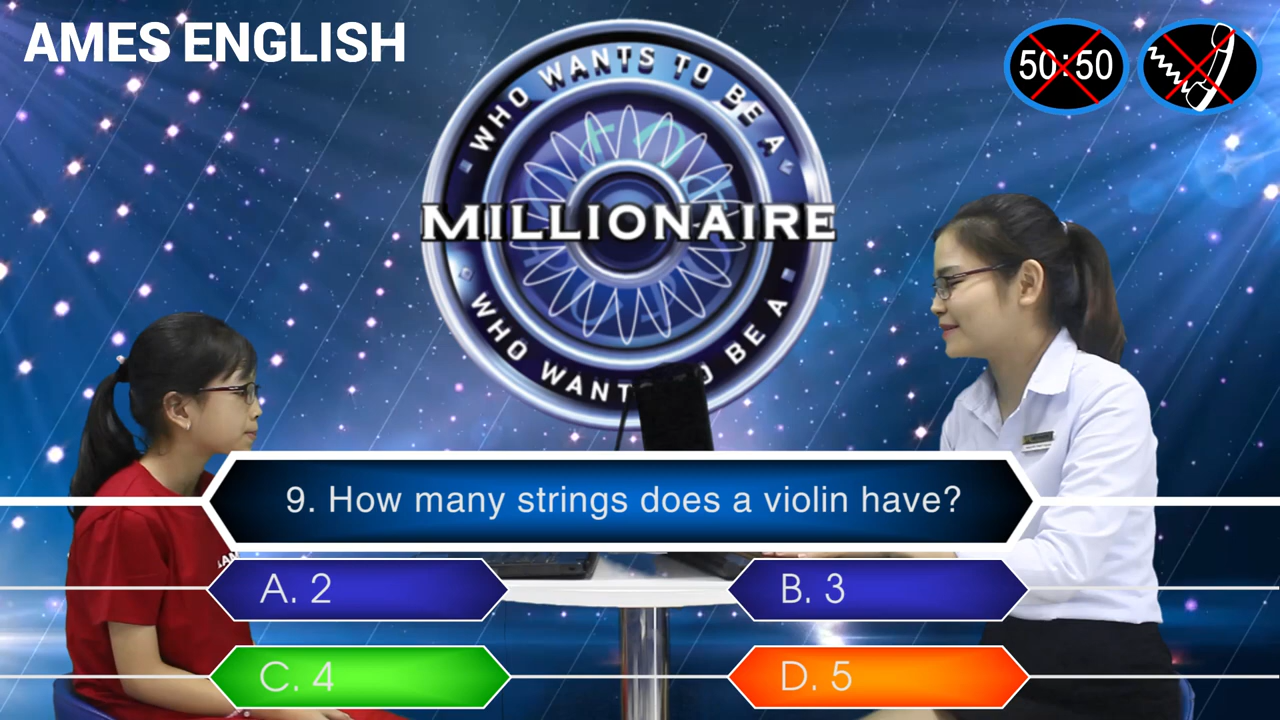 AMES ENGLISH
50:50
WHO WANTS TO BE A
MILLIONAIRE
WHO WANTS TO BE A
9. How many strings does a violin have?
A. 2
B. 3
C. 4
D. 5